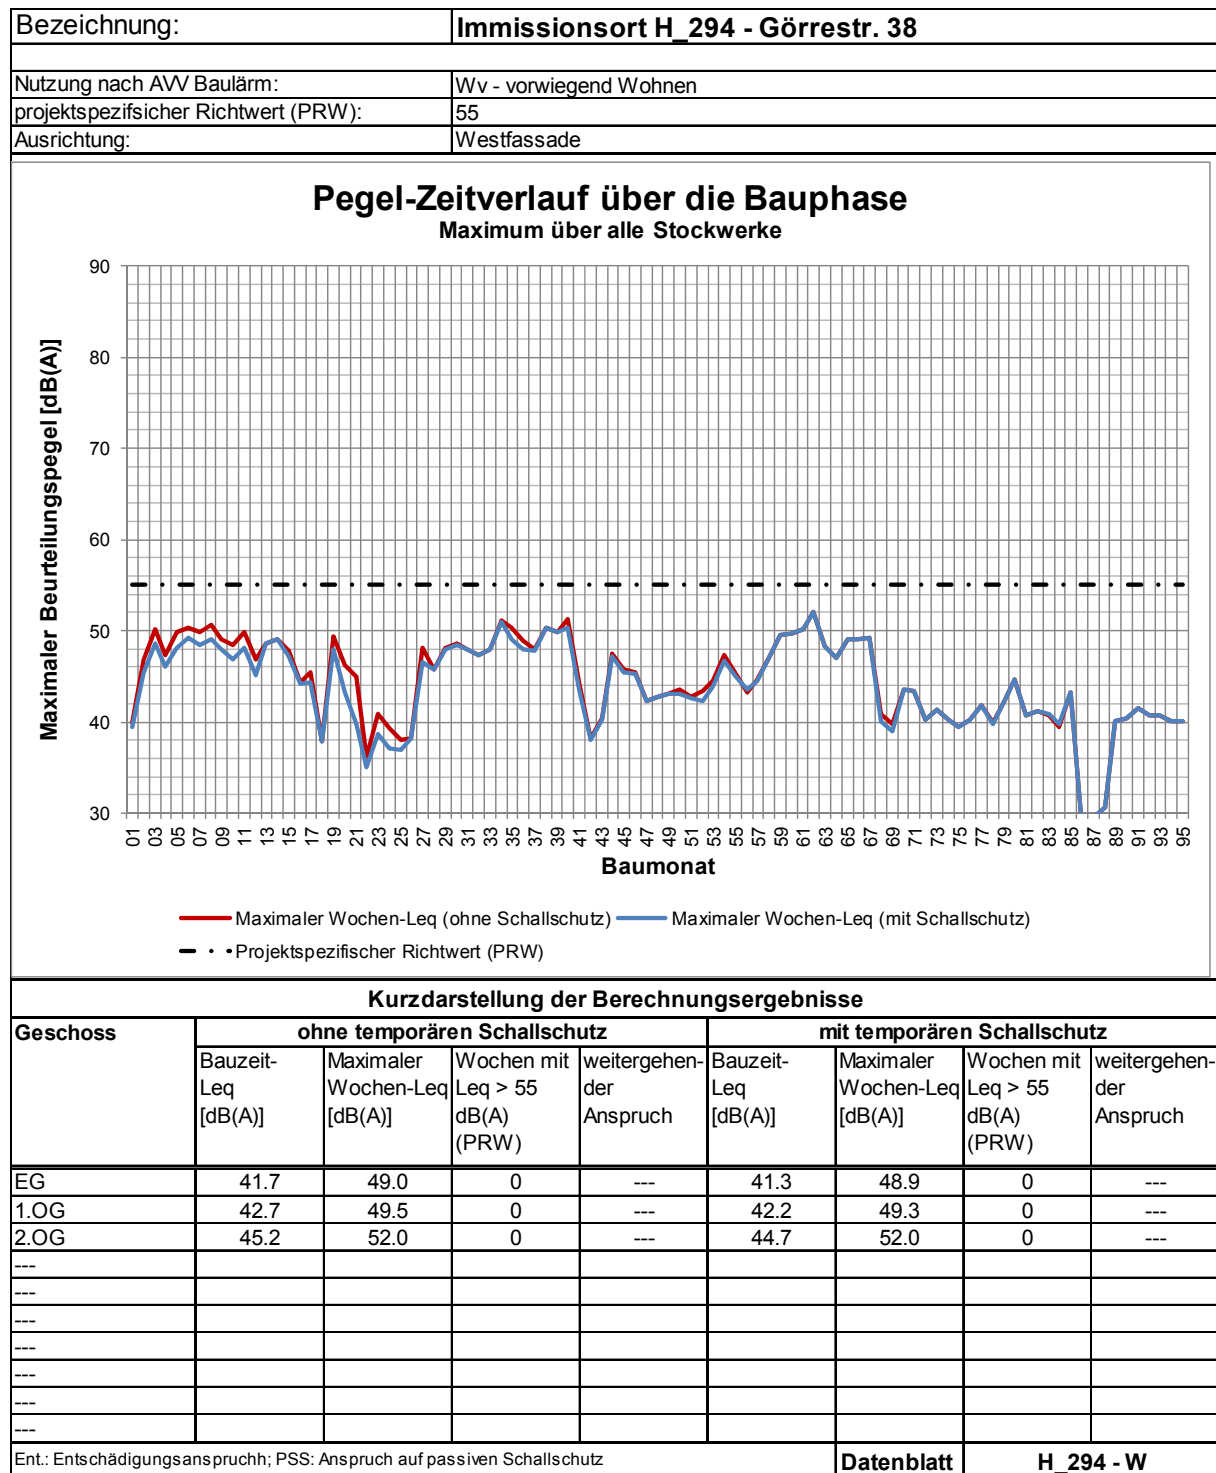 Bezeichnung: Immissionsort H_294 - Görrestr. 38
Nutzung nach AVV Baulärm: Wv - vorwiegend Wohnen
projektspezifsicher Richtwert (PRW): 55
Ausrichtung: Westfassade
Pegel-Zeitverlauf über die Bauphase
Maximum über alle Stockwerke
Maximaler Beurteilungspegel [dB(A)]
90
80
70
60
50
40
30
01 03 05 07 09 11 13 15 17 19 21 23 25 27 29 31 33 35 37 39 41 43 45 47 49 51 53 55 57 59 61 63 65 67 69 71 73 75 77 79 81 83 85 87 89 91 93 95
Baumonat
Maximaler Wochen-Leq (ohne Schallschutz) Maximaler Wochen-Leq (mit Schallschutz)
Projektspezifischer Richtwert (PRW)
Kurzdarstellung der Berechnungsergebnisse
Geschoss ohne temporären Schallschutz mit temporären Schallschutz
Bauzeit- Maximaler Wochen mit weitergehen- Bauzeit- Maximaler Wochen mit weitergehen-
Leq Wochen-Leq Leq > 55 der Leq Wochen-Leq Leq > 55 der
[dB(A)] [dB(A)] dB(A) Anspruch [dB(A)] [dB(A)] dB(A) Anspruch
(PRW) (PRW)
EG 41.7 49.0 0 --- 41.3 48.9 0 ---
1.OG 42.7 49.5 0 --- 42.2 49.3 0 ---
2.OG 45.2 52.0 0 --- 44.7 52.0 0 ---
---
---
---
---
---
---
---
Ent.: Entschädigungsanspruchh; PSS: Anspruch auf passiven Schallschutz Datenblatt H_294 - W